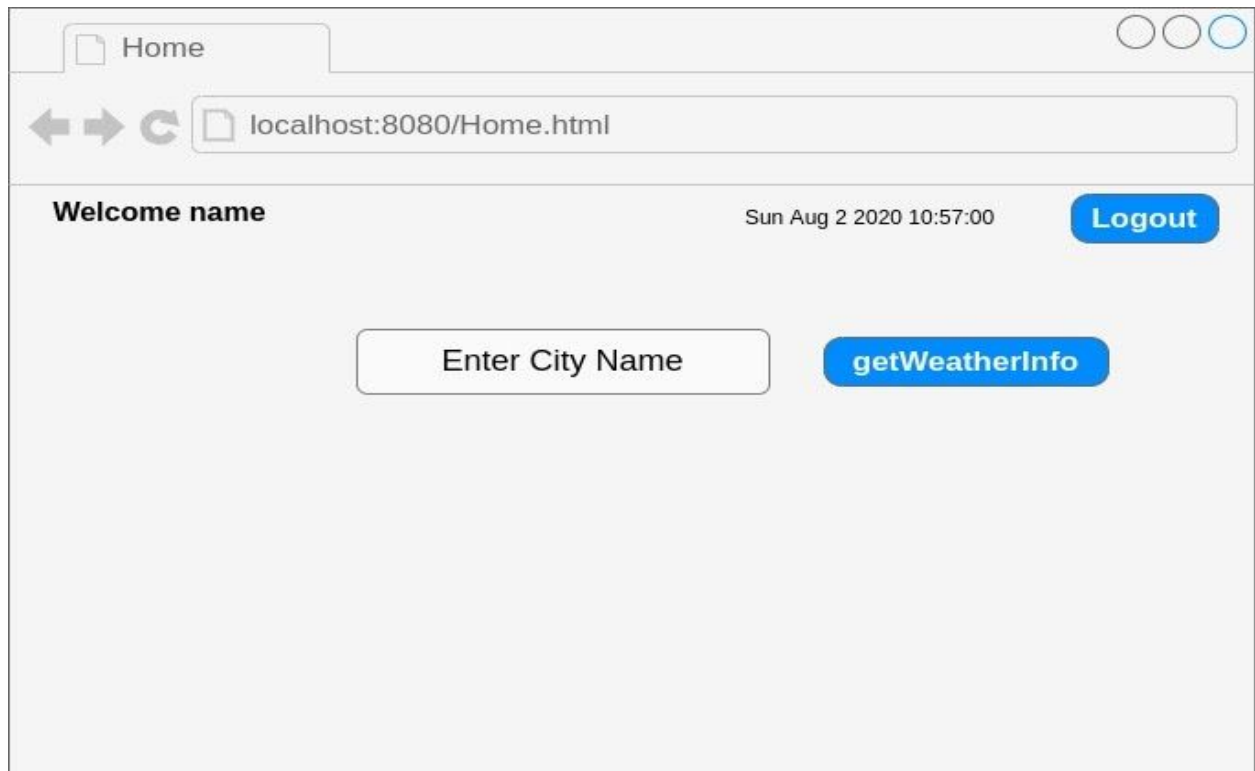 Home
localhost:8080/Home.html
Welcome name
Sun Aug 2 2020 10:57:00
Logout
Enter City Name
getWeatherInfo